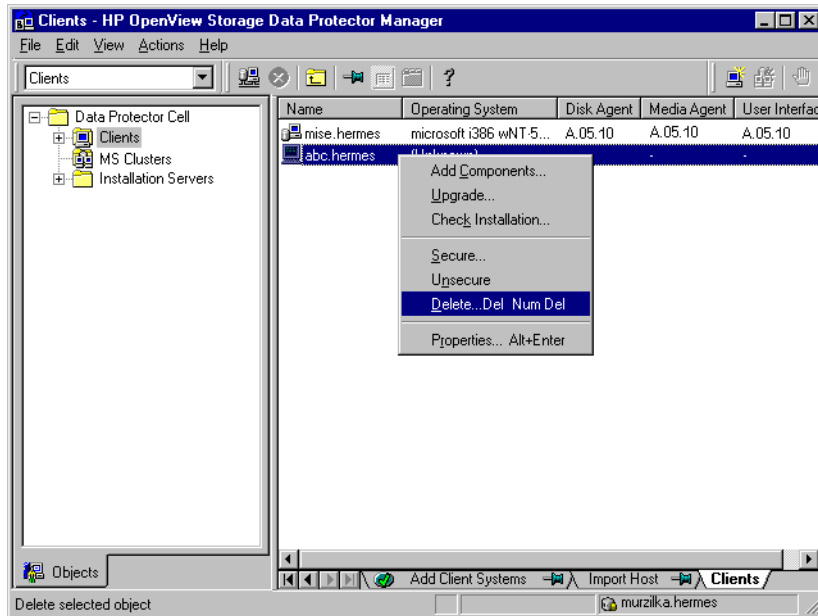 Clients - HP OpenView Storage Data Protector Manager
File Edit View Actions Help
Clients
Data Protector Cell
Clients
MS Clusters
Installation Servers
Name Operating System Disk Agent Media Agent User Interfac
mise.hermes microsoft i386 wNT-5... A.05.10 A.05.10 A.05.10
abc.hermes (Unknown) - -
Add Components...
Upgrade...
Check Installation...
Secure...
Unsecure
Delete...Del Num Del
Properties... Alt+Enter
Objects
Add Client Systems Import Host Clients
Delete selected object murzilka.hermes